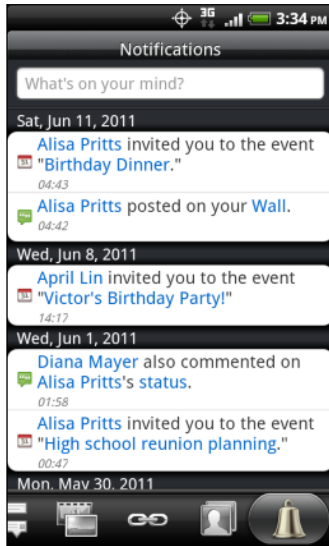 3G 3:34 PM
Notifications
What's on your mind?
Sat, Jun 11, 2011
Alisa Pritts invited you to the event
31 "Birthday Dinner."
04:43
Alisa Pritts posted on your Wall.
04:42
Wed, Jun 8, 2011
April Lin invited you to the event
31 "Victor's Birthday Party!"
14:17
Wed, Jun 1, 2011
Diana Mayer also commented on
Alisa Pritts's status.
01:58
Alisa Pritts invited you to the event
31 "High school reunion planning."
00:47
Mon, May 30, 2011